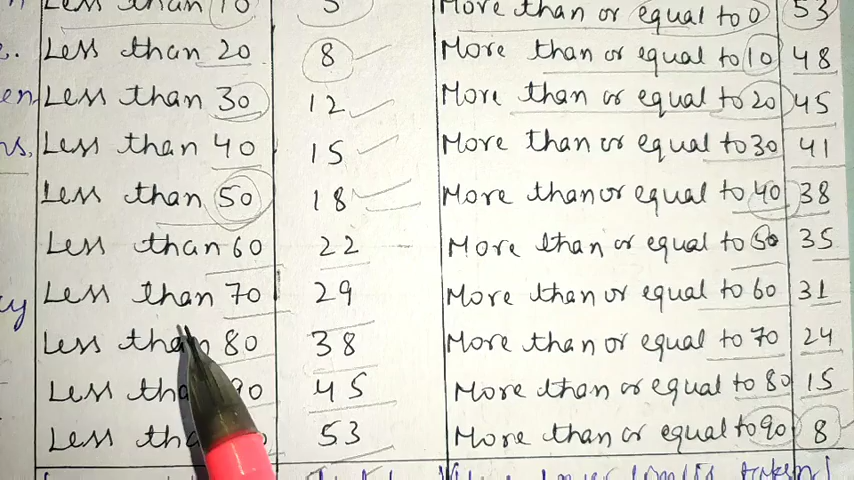 Less than 10 5 More than or equal to 0 53
Less than 20 8 More than or equal to 10 48
Less than 30 12 More than or equal to 20 45
Less than 40 15 More than or equal to 30 41
Less than 50 18 More than or equal to 40 38
Less than 60 22 More than or equal to 50 35
Less than 70 29 More than or equal to 60 31
Less than 80 38 More than or equal to 70 24
Less tha 90 45 More than or equal to 80 15
Less th 53 More than or equal to 90 8